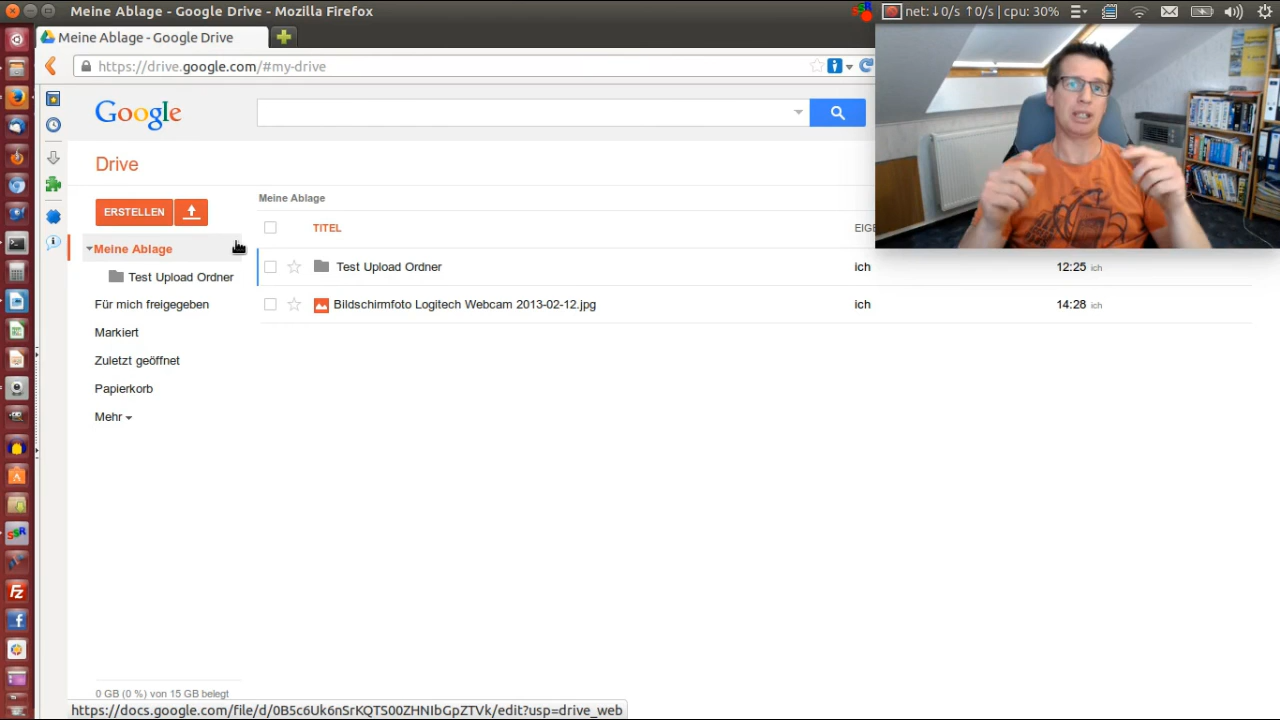 Meine Ablage - Google Drive - Mozilla Firefox
net: ↓0/s ↑0/s | cpu: 30%
Meine Ablage - Google Drive
https://drive.google.com/#my-drive
Google
Drive
ERSTELLEN
Meine Ablage
Test Upload Ordner
Für mich freigegeben
Markiert
Zuletzt geöffnet
Papierkorb
Mehr
Meine Ablage
TITEL EIGE
Test Upload Ordner ich 12:25 ich
Bildschirmfoto Logitech Webcam 2013-02-12.jpg ich 14:28 ich
0 GB (0 %) von 15 GB belegt
https://docs.google.com/file/d/0B5c6Uk6nSrKQTS00ZHNIbGpZTVk/edit?usp=drive_web